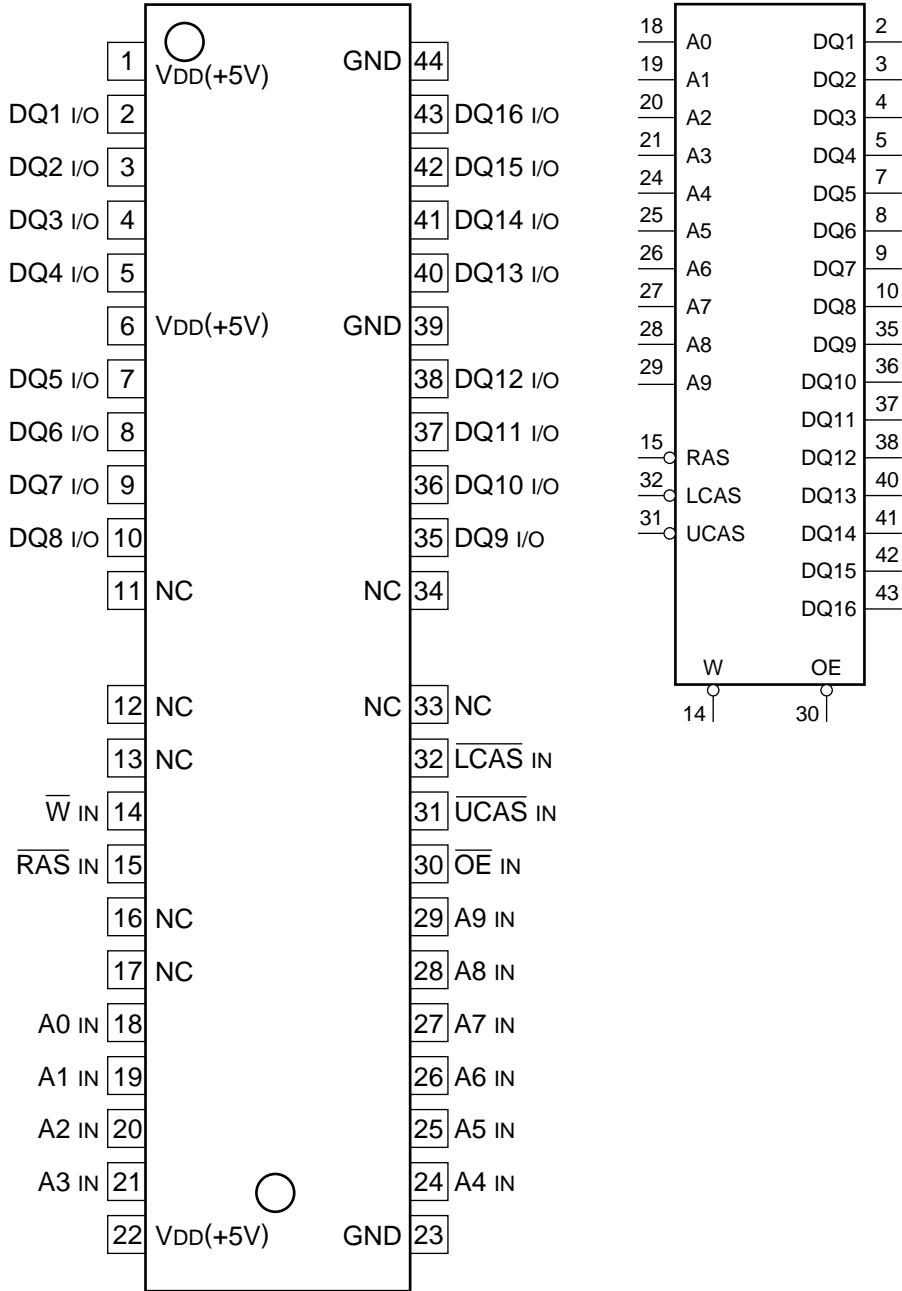 1 VDD(+5V) GND 44
DQ1 I/O 2 43 DQ16 I/O
DQ2 I/O 3 42 DQ15 I/O
DQ3 I/O 4 41 DQ14 I/O
DQ4 I/O 5 40 DQ13 I/O
6 VDD(+5V) GND 39
DQ5 I/O 7 38 DQ12 I/O
DQ6 I/O 8 37 DQ11 I/O
DQ7 I/O 9 36 DQ10 I/O
DQ8 I/O 10 35 DQ9 I/O
11 NC NC 34
12 NC NC 33 NC
13 NC 32 L̅C̅A̅S̅ IN
W̅ IN 14 31 U̅C̅A̅S̅ IN
R̅A̅S̅ IN 15 30 O̅E̅ IN
16 NC 29 A9 IN
17 NC 28 A8 IN
A0 IN 18 27 A7 IN
A1 IN 19 26 A6 IN
A2 IN 20 25 A5 IN
A3 IN 21 24 A4 IN
22 VDD(+5V) GND 23
18 A0 DQ1 2
19 A1 DQ2 3
20 A2 DQ3 4
21 A3 DQ4 5
24 A4 DQ5 7
25 A5 DQ6 8
26 A6 DQ7 9
27 A7 DQ8 10
28 A8 DQ9 35
29 A9 DQ10 36
DQ11 37
15 RAS DQ12 38
32 LCAS DQ13 40
31 UCAS DQ14 41
DQ15 42
DQ16 43
W OE
14 30